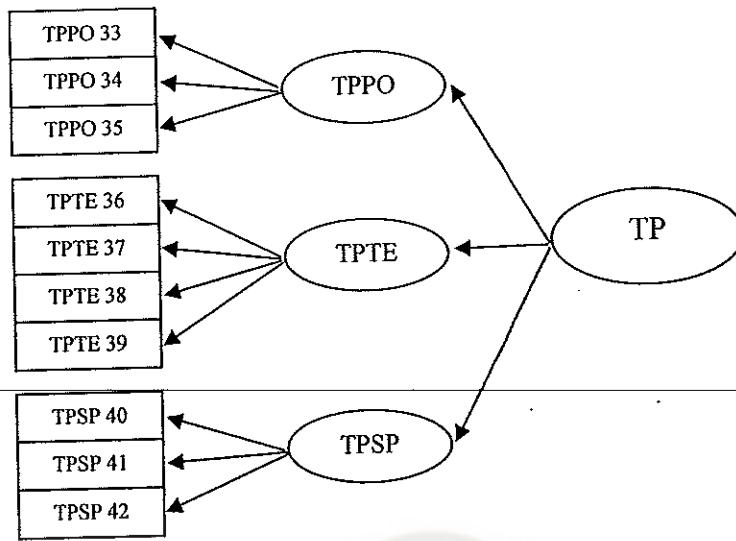 TPPO 33
TPPO 34
TPPO 35
TPPO
TPTE 36
TPTE 37
TPTE 38
TPTE 39
TPTE
TP
TPSP 40
TPSP 41
TPSP 42
TPSP